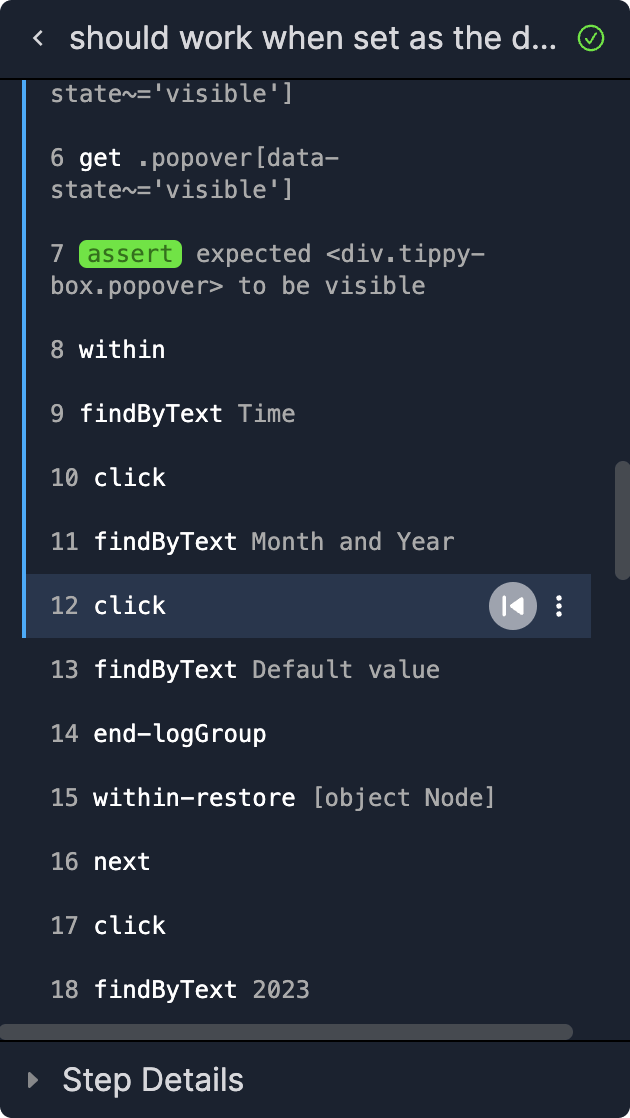 should work when set as the d...
state~='visible']
6 get .popover[data-
state~='visible']
7 assert expected <div.tippy-
box.popover> to be visible
8 within
9 findByText Time
10 click
11 findByText Month and Year
12 click
13 findByText Default value
14 end-logGroup
15 within-restore [object Node]
16 next
17 click
18 findByText 2023
Step Details